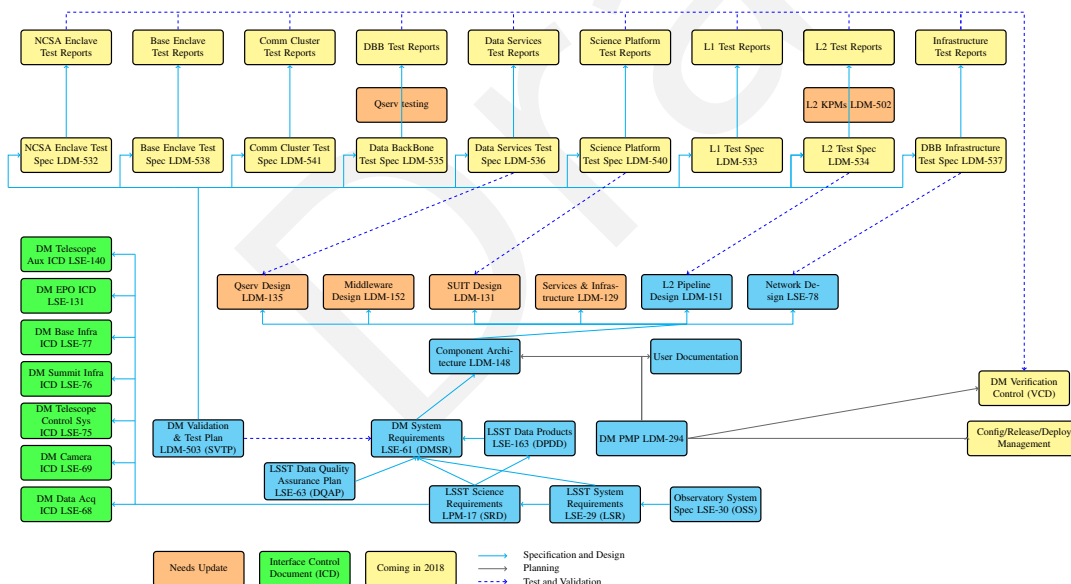 NCSA Enclave
Test Reports
Base Enclave
Test Reports
Comm Cluster
Test Reports
DBB Test Reports
Data Services
Test Reports
Science Platform
Test Reports
L1 Test Reports
L2 Test Reports
Infrastructure
Test Reports
Qserv testing
L2 KPMs LDM-502
NCSA Enclave Test
Spec LDM-532
Base Enclave Test
Spec LDM-538
Comm Cluster Test
Spec LDM-541
Data BackBone
Test Spec LDM-535
Data Services Test
Spec LDM-536
Science Platform
Test Spec LDM-540
L1 Test Spec
LDM-533
L2 Test Spec
LDM-534
DBB Infrastructure
Test Spec LDM-537
DM Telescope
Aux ICD LSE-140
DM EPO ICD
LSE-131
DM Base Infra
ICD LSE-77
DM Summit Infra
ICD LSE-76
DM Telescope
Control Sys
ICD LSE-75
DM Camera
ICD LSE-69
DM Data Acq
ICD LSE-68
Qserv Design
LDM-135
Middleware
Design LDM-152
SUIT Design
LDM-131
Services & Infras-
tructure LDM-129
L2 Pipeline
Design LDM-151
Network De-
sign LSE-78
Component Archi-
tecture LDM-148
User Documentation
DM Verification
Control (VCD)
DM Validation
& Test Plan
LDM-503 (SVTP)
DM System
Requirements
LSE-61 (DMSR)
LSST Data Products
LSE-163 (DPDD)
DM PMP LDM-294
Config/Release/Deploy
Management
LSST Data Quality
Assurance Plan
LSE-63 (DQAP)
LSST Science
Requirements
LPM-17 (SRD)
LSST System
Requirements
LSE-29 (LSR)
Observatory System
Spec LSE-30 (OSS)
Needs Update
Interface Control
Document (ICD)
Coming in 2018
Specification and Design
Planning
Test and Validation